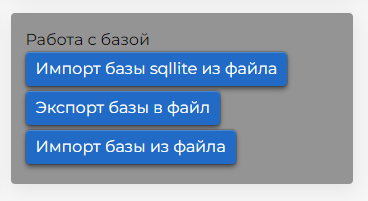 Работа с базой
Импорт базы sqllite из файла
Экспорт базы в файл
Импорт базы из файла